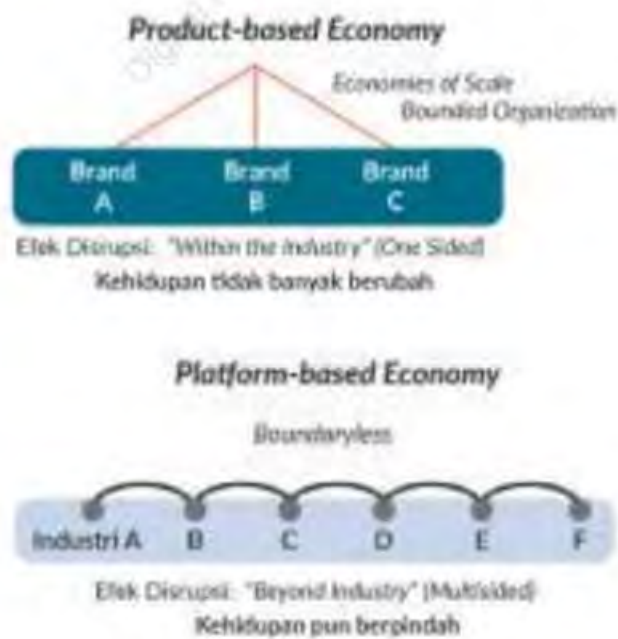 Product-based Economy
Economies of Scale
Bounded Organization
Brand A
Brand B
Brand C
Efek Disrupsi: "Within the Industry" (One Sided)
Kehidupan tidak banyak berubah
Platform-based Economy
Boundaryless
Industri A B C D E F
Efek Disrupsi: "Beyond Industry" (Multisided)
Kehidupan pun berpindah